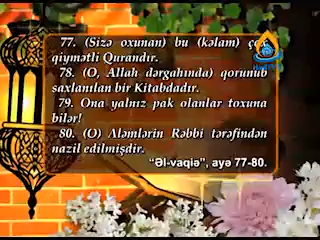 77. (Sizə oxunan) bu (kəlam) çox
qiymətli Qurandır.
78. (O, Allah dərgahında) qorunub
saxlanılan bir Kitabdadır.
79. Ona yalnız pak olanlar toxuna
bilər!
80. (O) Aləmlərin Rəbbi tərəfindən
nazil edilmişdir.
“Əl-vaqiə”, ayə 77-80.